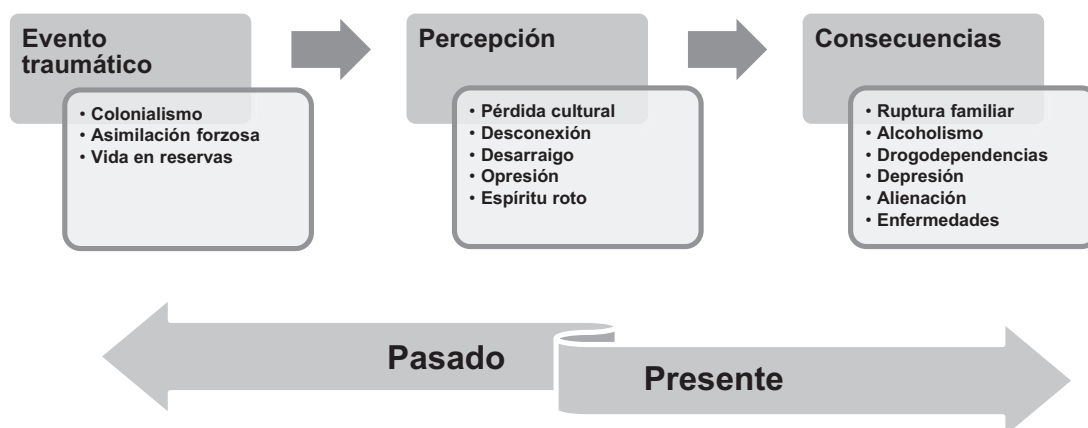 Evento
traumático
• Colonialismo
• Asimilación forzosa
• Vida en reservas
Percepción
• Pérdida cultural
• Desconexión
• Desarraigo
• Opresión
• Espíritu roto
Consecuencias
• Ruptura familiar
• Alcoholismo
• Drogodependencias
• Depresión
• Alienación
• Enfermedades
Pasado
Presente